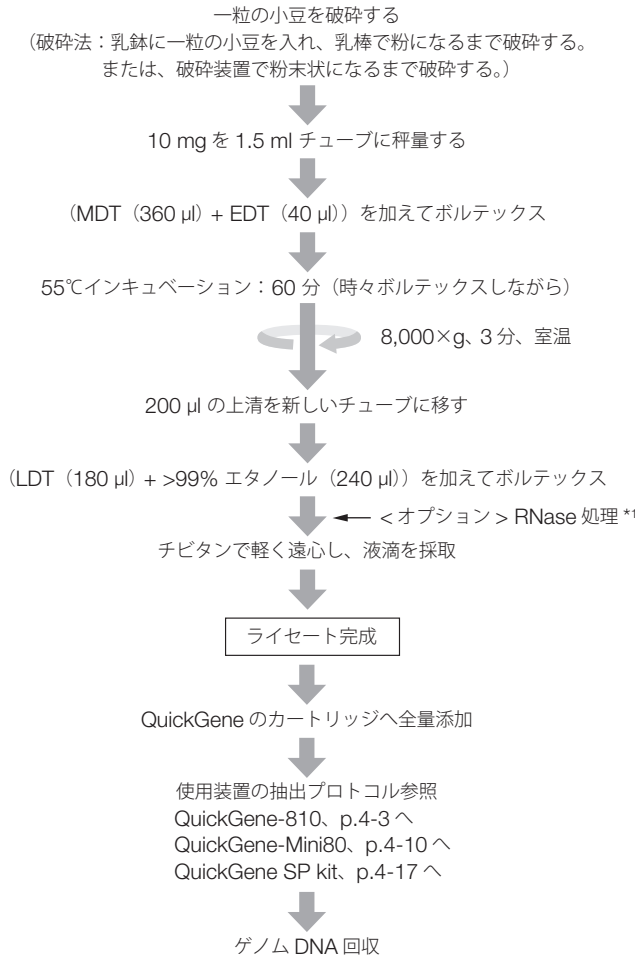 一粒の小豆を破砕する
(破砕法：乳鉢に一粒の小豆を入れ、乳棒で粉になるまで破砕する。
または、破砕装置で粉末状になるまで破砕する。)
10 mg を 1.5 ml チューブに秤量する
(MDT（360 µl) + EDT（40 µl)）を加えてボルテックス
55℃インキュベーション：60 分（時々ボルテックスしながら）
8,000×g、3 分、室温
200 µl の上清を新しいチューブに移す
(LDT（180 µl) + >99% エタノール（240 µl)）を加えてボルテックス
< オプション > RNase 処理 *1
チビタンで軽く遠心し、液滴を採取
ライセート完成
QuickGene のカートリッジへ全量添加
使用装置の抽出プロトコル参照
QuickGene-810、p.4-3 へ
QuickGene-Mini80、p.4-10 へ
QuickGene SP kit、p.4-17 へ
ゲノム DNA 回収